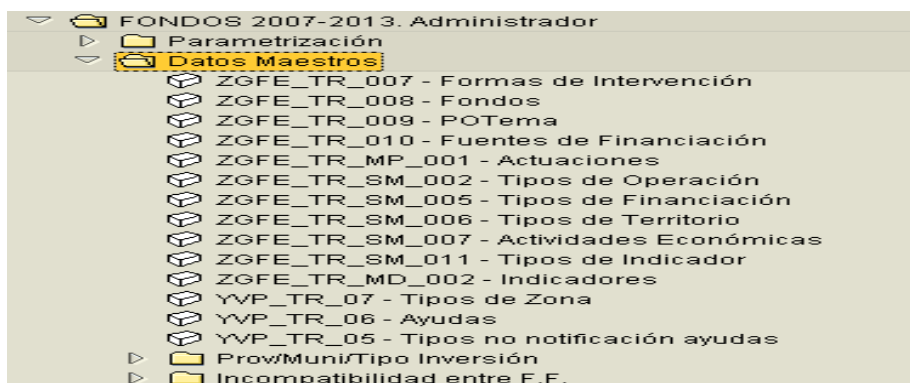 FONDOS 2007-2013. Administrador
Parametrización
Datos Maestros
ZGFE_TR_007 - Formas de Intervención
ZGFE_TR_008 - Fondos
ZGFE_TR_009 - POTema
ZGFE_TR_010 - Fuentes de Financiación
ZGFE_TR_MP_001 - Actuaciones
ZGFE_TR_SM_002 - Tipos de Operación
ZGFE_TR_SM_005 - Tipos de Financiación
ZGFE_TR_SM_006 - Tipos de Territorio
ZGFE_TR_SM_007 - Actividades Económicas
ZGFE_TR_SM_011 - Tipos de Indicador
ZGFE_TR_MD_002 - Indicadores
YVP_TR_07 - Tipos de Zona
YVP_TR_06 - Ayudas
YVP_TR_05 - Tipos no notificación ayudas
Prov/Muni/Tipo Inversión
Incompatibilidad entre F.F.